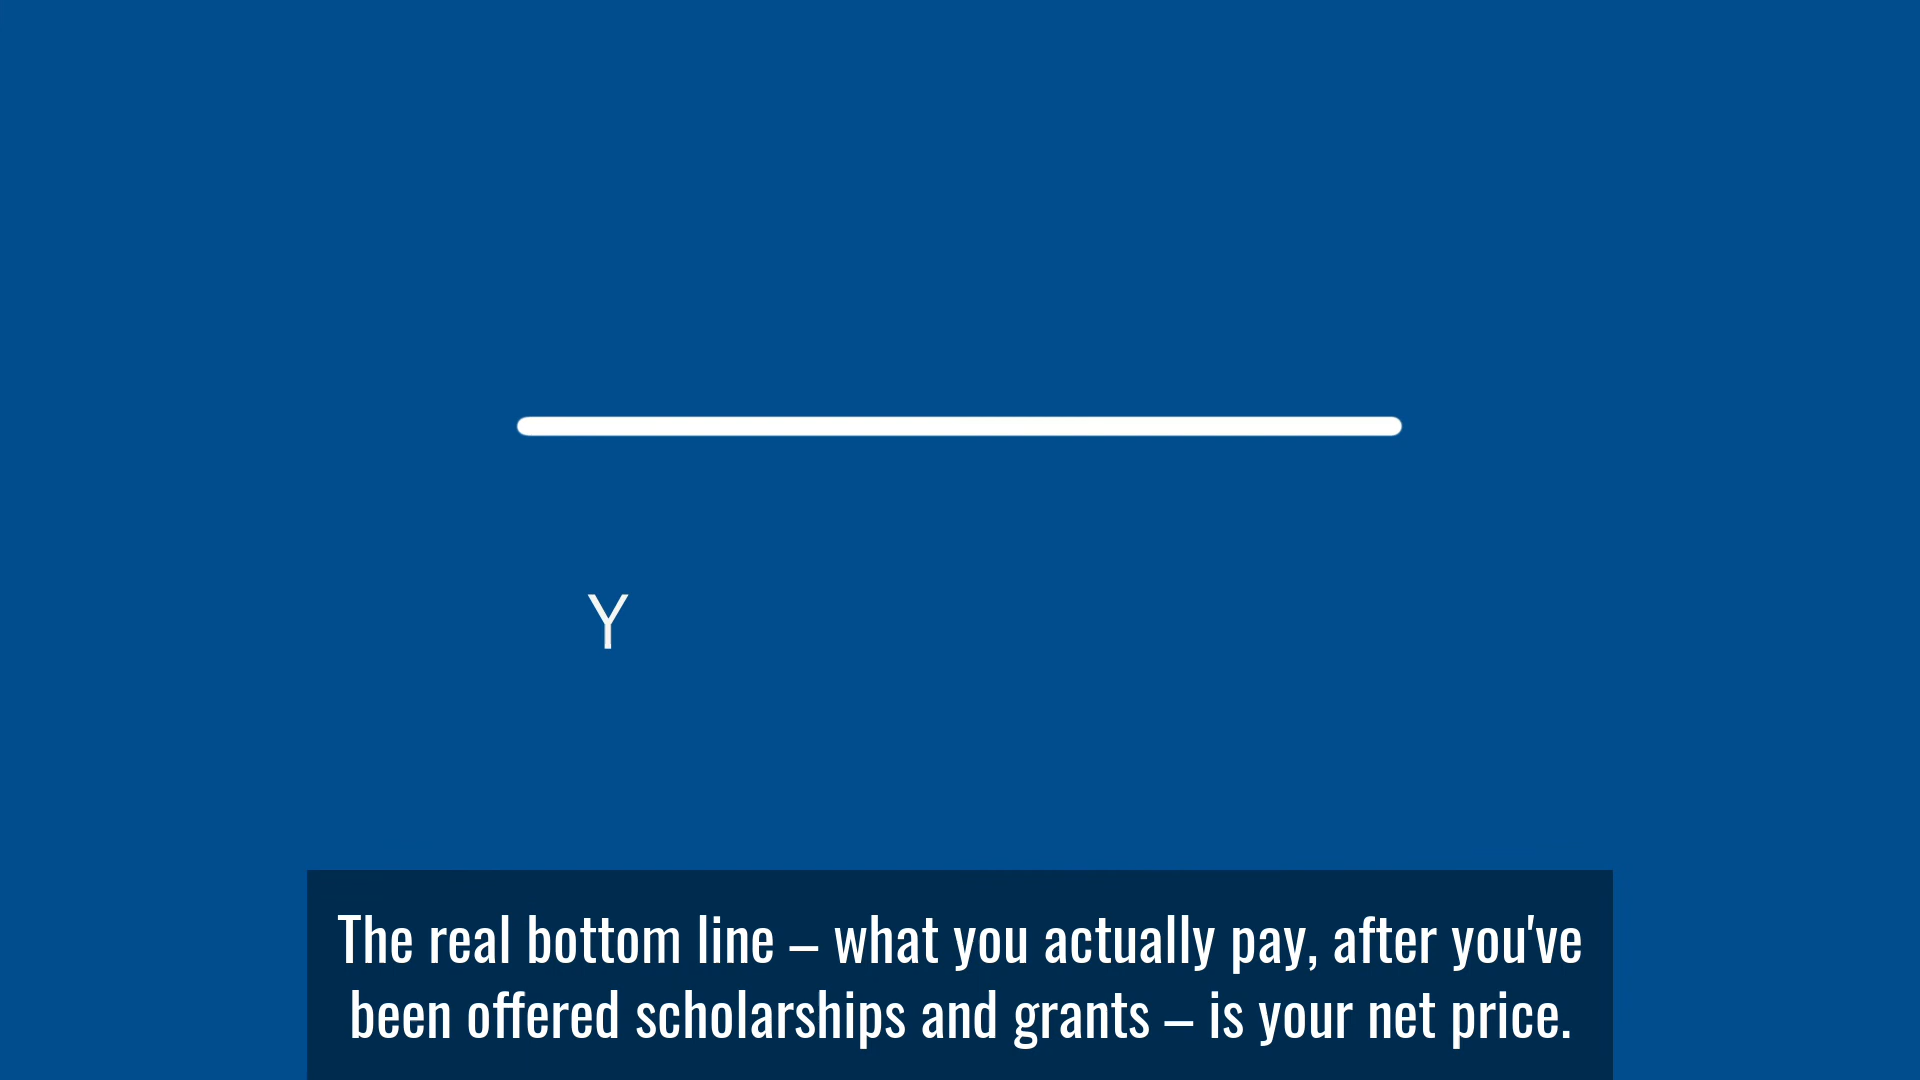 Y
The real bottom line – what you actually pay, after you've
been offered scholarships and grants – is your net price.